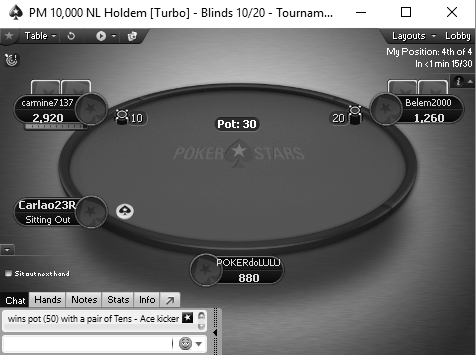 PM 10,000 NL Holdem [Turbo] - Blinds 10/20 - Tournam...
Table
Layouts
Lobby
My Position: 4th of 4
In <1 min 15/30
carmine7137
2,920
10
Pot: 30
20
Belem2000
1,260
POKER STARS
Carlao23R
Sitting Out
POKERdoLULU
880
Sit out next hand
Chat
Hands
Notes
Stats
Info
wins pot (50) with a pair of Tens - Ace kicker